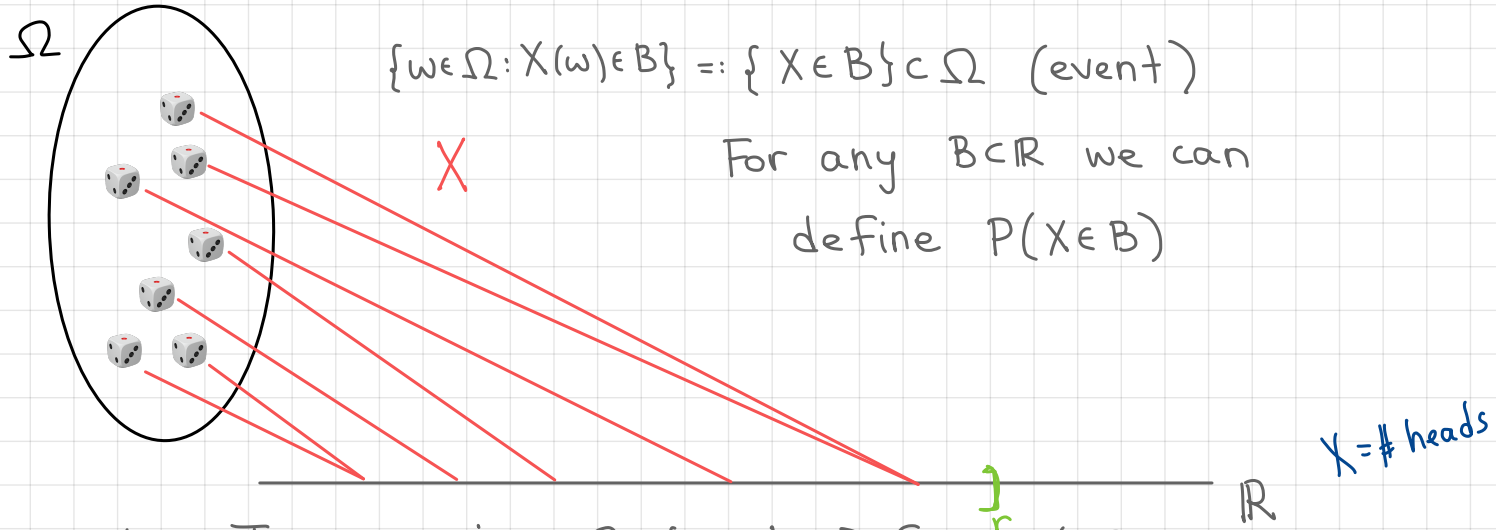 Ω
{ω∈Ω: X(ω)∈B} =: { X∈B}⊂Ω (event)
X
For any B⊂ℝ we can
define P(X∈B)
X=# heads
]
r
ℝ